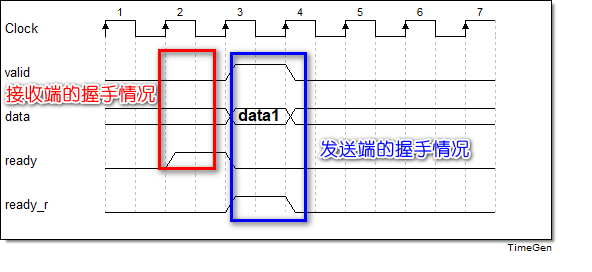 1 2 3 4 5 6 7
Clock
valid
接收端的握手情况
data data1
发送端的握手情况
ready
ready_r
TimeGen